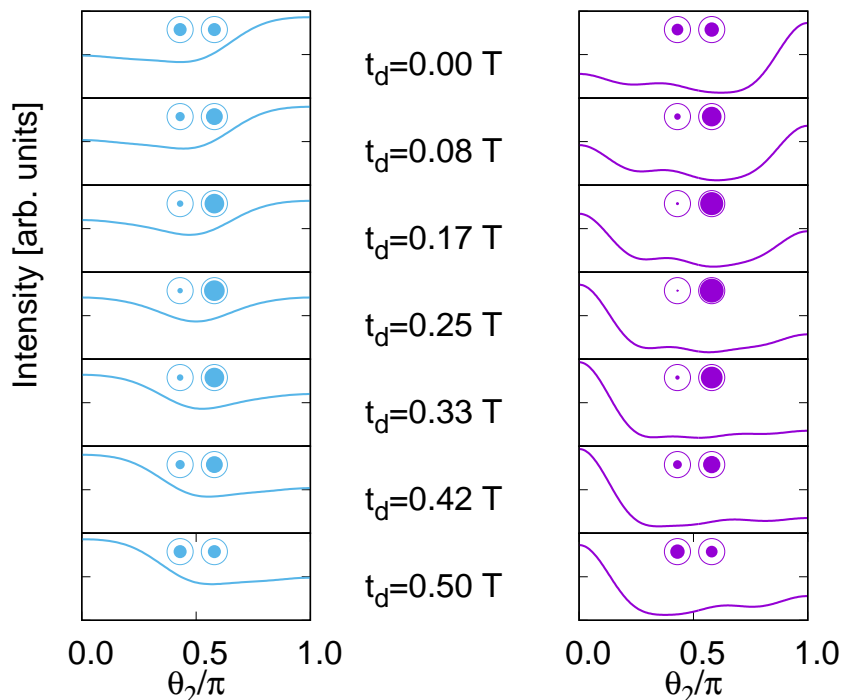 Intensity [arb. units]
t_d=0.00 T
t_d=0.08 T
t_d=0.17 T
t_d=0.25 T
t_d=0.33 T
t_d=0.42 T
t_d=0.50 T
0.0 0.5 1.0 0.0 0.5 1.0
θ₂/π θ₂/π